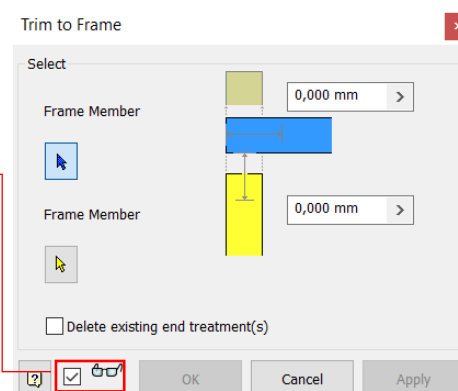 Trim to Frame
Select
Frame Member
0,000 mm
Frame Member
0,000 mm
Delete existing end treatment(s)
OK
Cancel
Apply